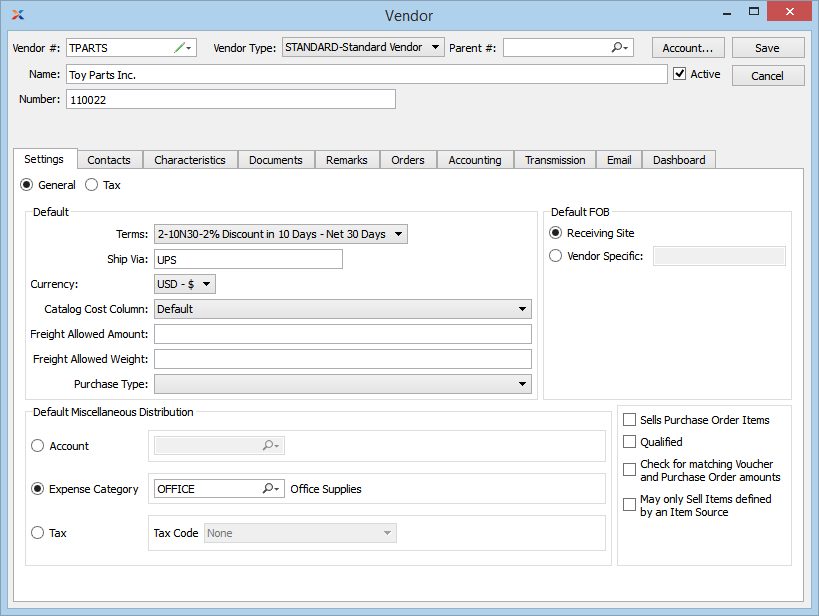 Vendor
Vendor #: TPARTS Vendor Type: STANDARD-Standard Vendor Parent #: Account... Save
Name: Toy Parts Inc. Active Cancel
Number: 110022
Settings Contacts Characteristics Documents Remarks Orders Accounting Transmission Email Dashboard
General Tax
Default
Terms: 2-10N30-2% Discount in 10 Days - Net 30 Days
Ship Via: UPS
Currency: USD - $
Catalog Cost Column: Default
Freight Allowed Amount:
Freight Allowed Weight:
Purchase Type:
Default FOB
Receiving Site
Vendor Specific:
Default Miscellaneous Distribution
Account
Expense Category OFFICE Office Supplies
Tax Tax Code None
Sells Purchase Order Items
Qualified
Check for matching Voucher
and Purchase Order amounts
May only Sell Items defined
by an Item Source